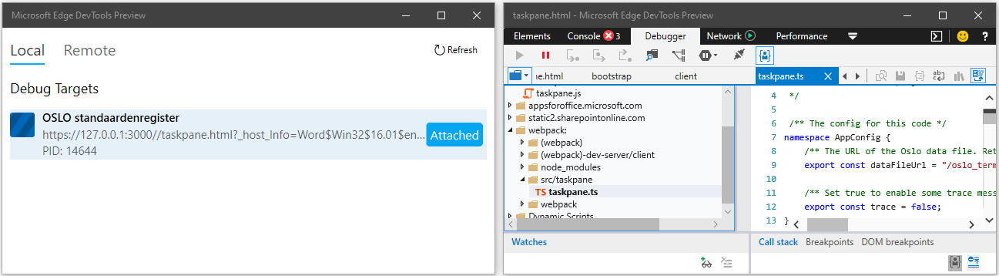 Microsoft Edge DevTools Preview
Local Remote Refresh
Debug Targets
OSLO standaardenregister
https://127.0.0.1:3000//taskpane.html?_host_Info=Word$Win32$16.01$en...
PID: 14644
Attached
taskpane.html - Microsoft Edge DevTools Preview
Elements Console 3 Debugger Network Performance ?
ne.html bootstrap client taskpane.ts
taskpane.js
appsforoffice.microsoft.com
static2.sharepointonline.com
webpack:
(webpack)
(webpack)-dev-server/client
node_modules
src/taskpane
TS taskpane.ts
webpack
Dynamic Scripts
4 */
5
6 /** The config for this code */
7 namespace AppConfig {
8 /** The URL of the Oslo data file. Ret
9 export const dataFileUrl = "/oslo_term
10
11 /** Set true to enable some trace mess
12 export const trace = false;
13 }
Watches
Call stack Breakpoints DOM breakpoints